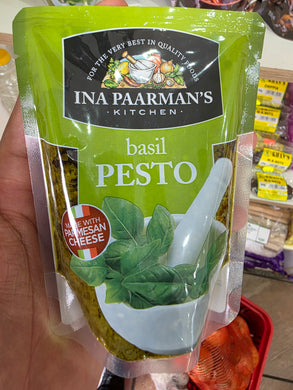 FOR THE VERY BEST IN QUALITY FOODS
INA PAARMAN'S
KITCHEN
basil
PESTO
MADE WITH
PARMESAN
CHEESE